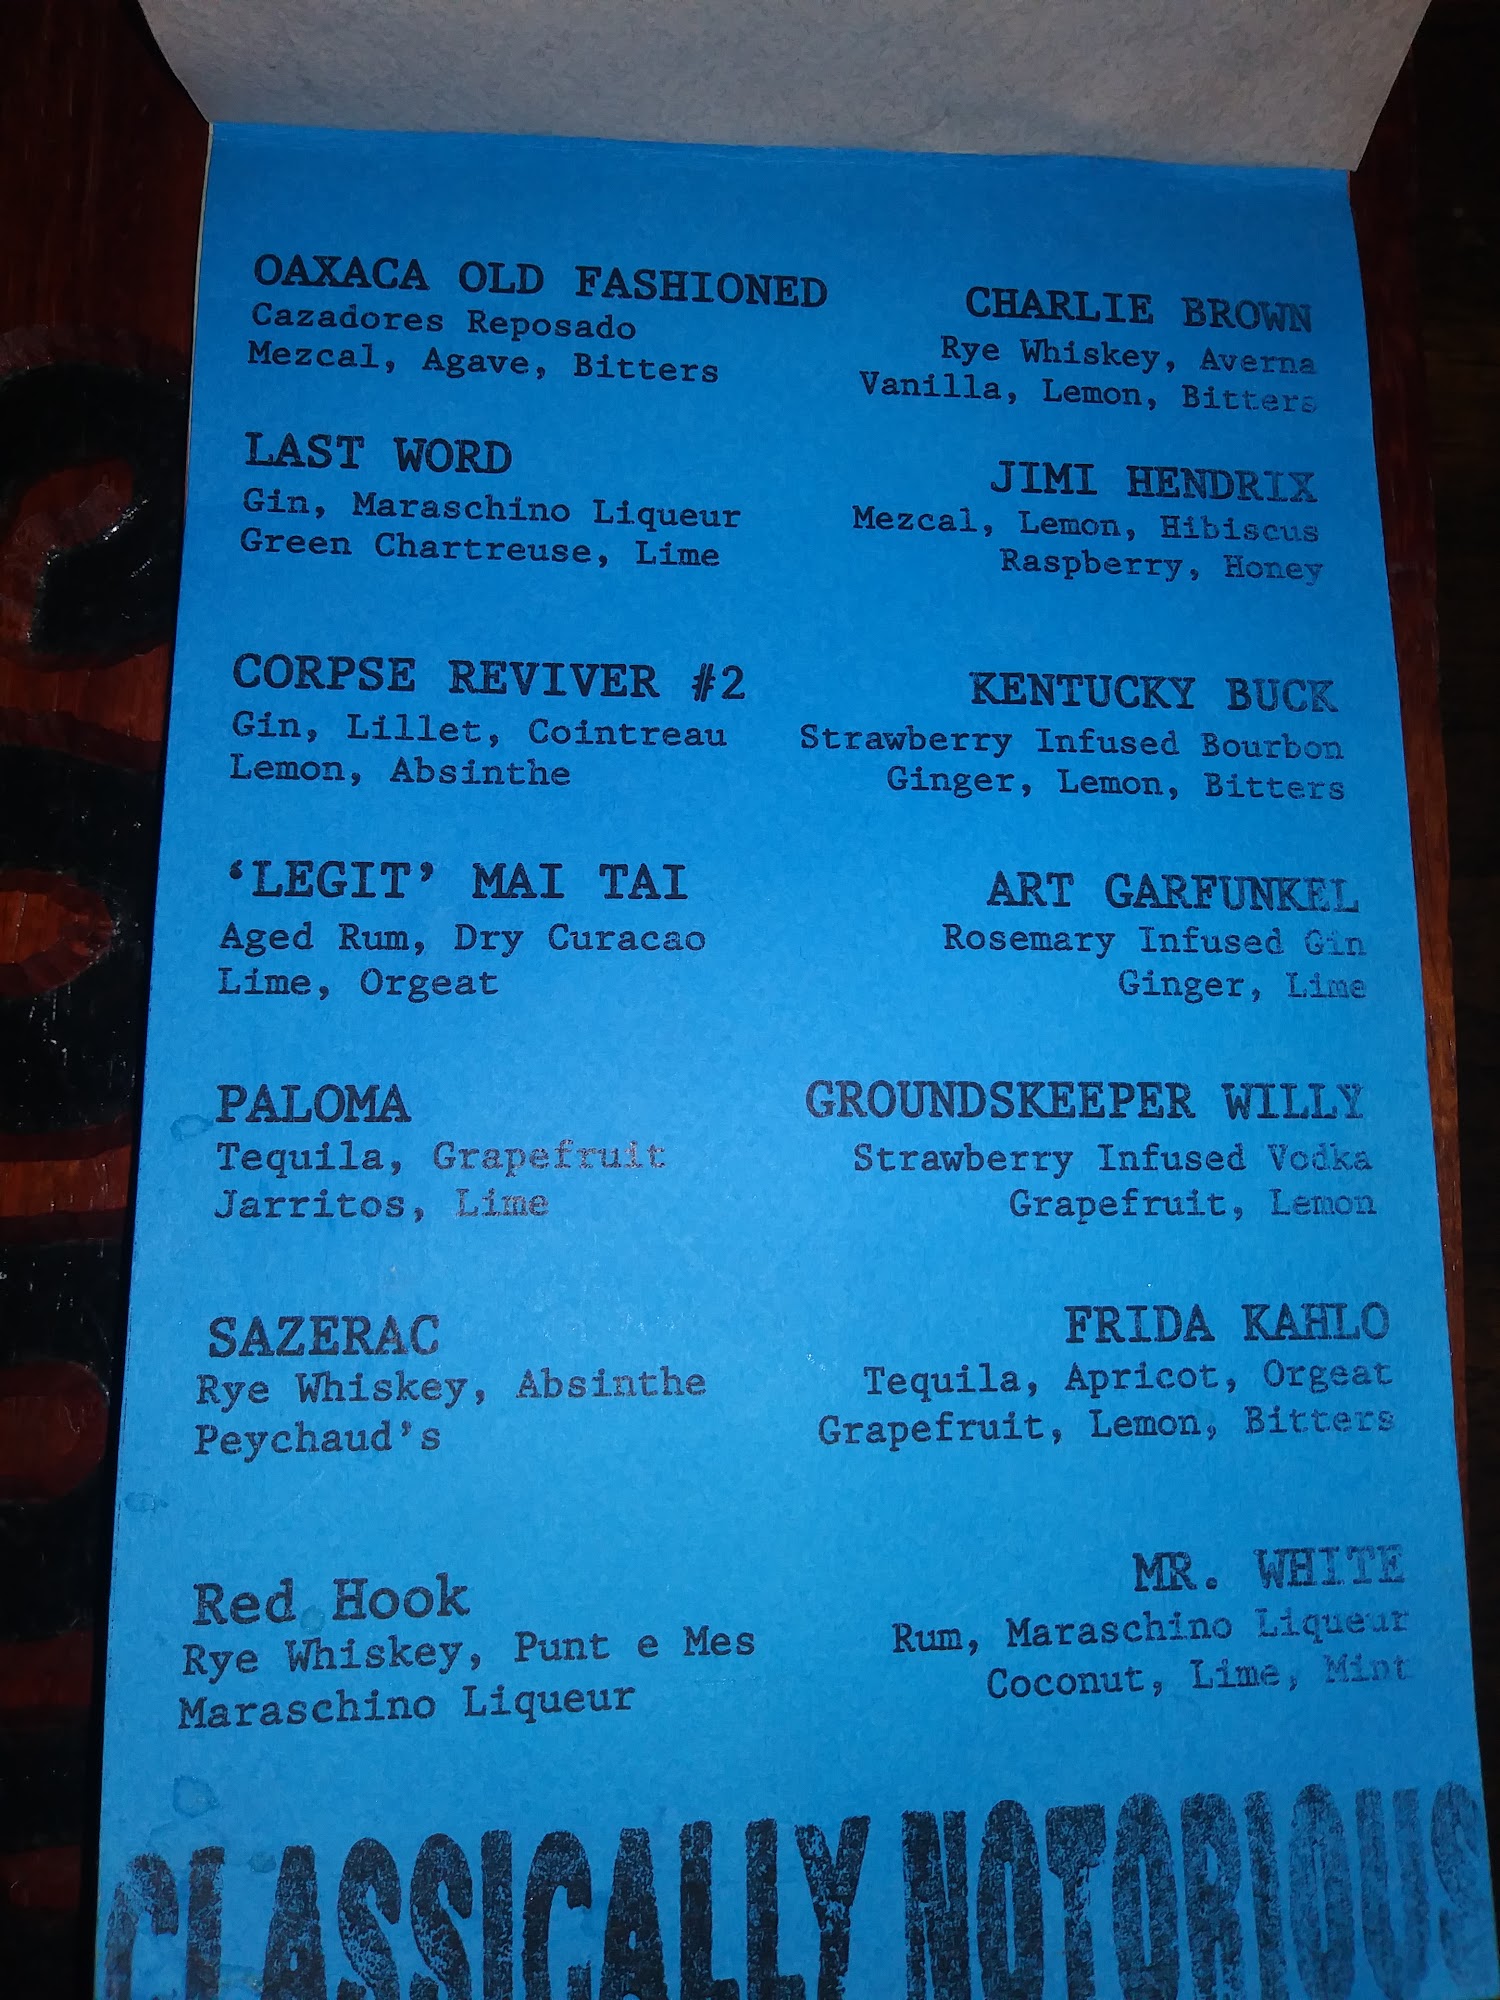 OAXACA OLD FASHIONED
Cazadores Reposado
Mezcal, Agave, Bitters
LAST WORD
Gin, Maraschino Liqueur
Green Chartreuse, Lime
CORPSE REVIVER #2
Gin, Lillet, Cointreau
Lemon, Absinthe
‘LEGIT’ MAI TAI
Aged Rum, Dry Curacao
Lime, Orgeat
PALOMA
Tequila, Grapefruit
Jarritos, Lime
SAZERAC
Rye Whiskey, Absinthe
Peychaud’s
Red Hook
Rye Whiskey, Punt e Mes
Maraschino Liqueur
CHARLIE BROWN
Rye Whiskey, Averna
Vanilla, Lemon, Bitters
JIMI HENDRIX
Mezcal, Lemon, Hibiscus
Raspberry, Honey
KENTUCKY BUCK
Strawberry Infused Bourbon
Ginger, Lemon, Bitters
ART GARFUNKEL
Rosemary Infused Gin
Ginger, Lime
GROUNDSKEEPER WILLY
Strawberry Infused Vodka
Grapefruit, Lemon
FRIDA KAHLO
Tequila, Apricot, Orgeat
Grapefruit, Lemon, Bitters
MR. WHITE
Rum, Maraschino Liqueur
Coconut, Lime, Mint
CLASSICALLY NOTORIOUS